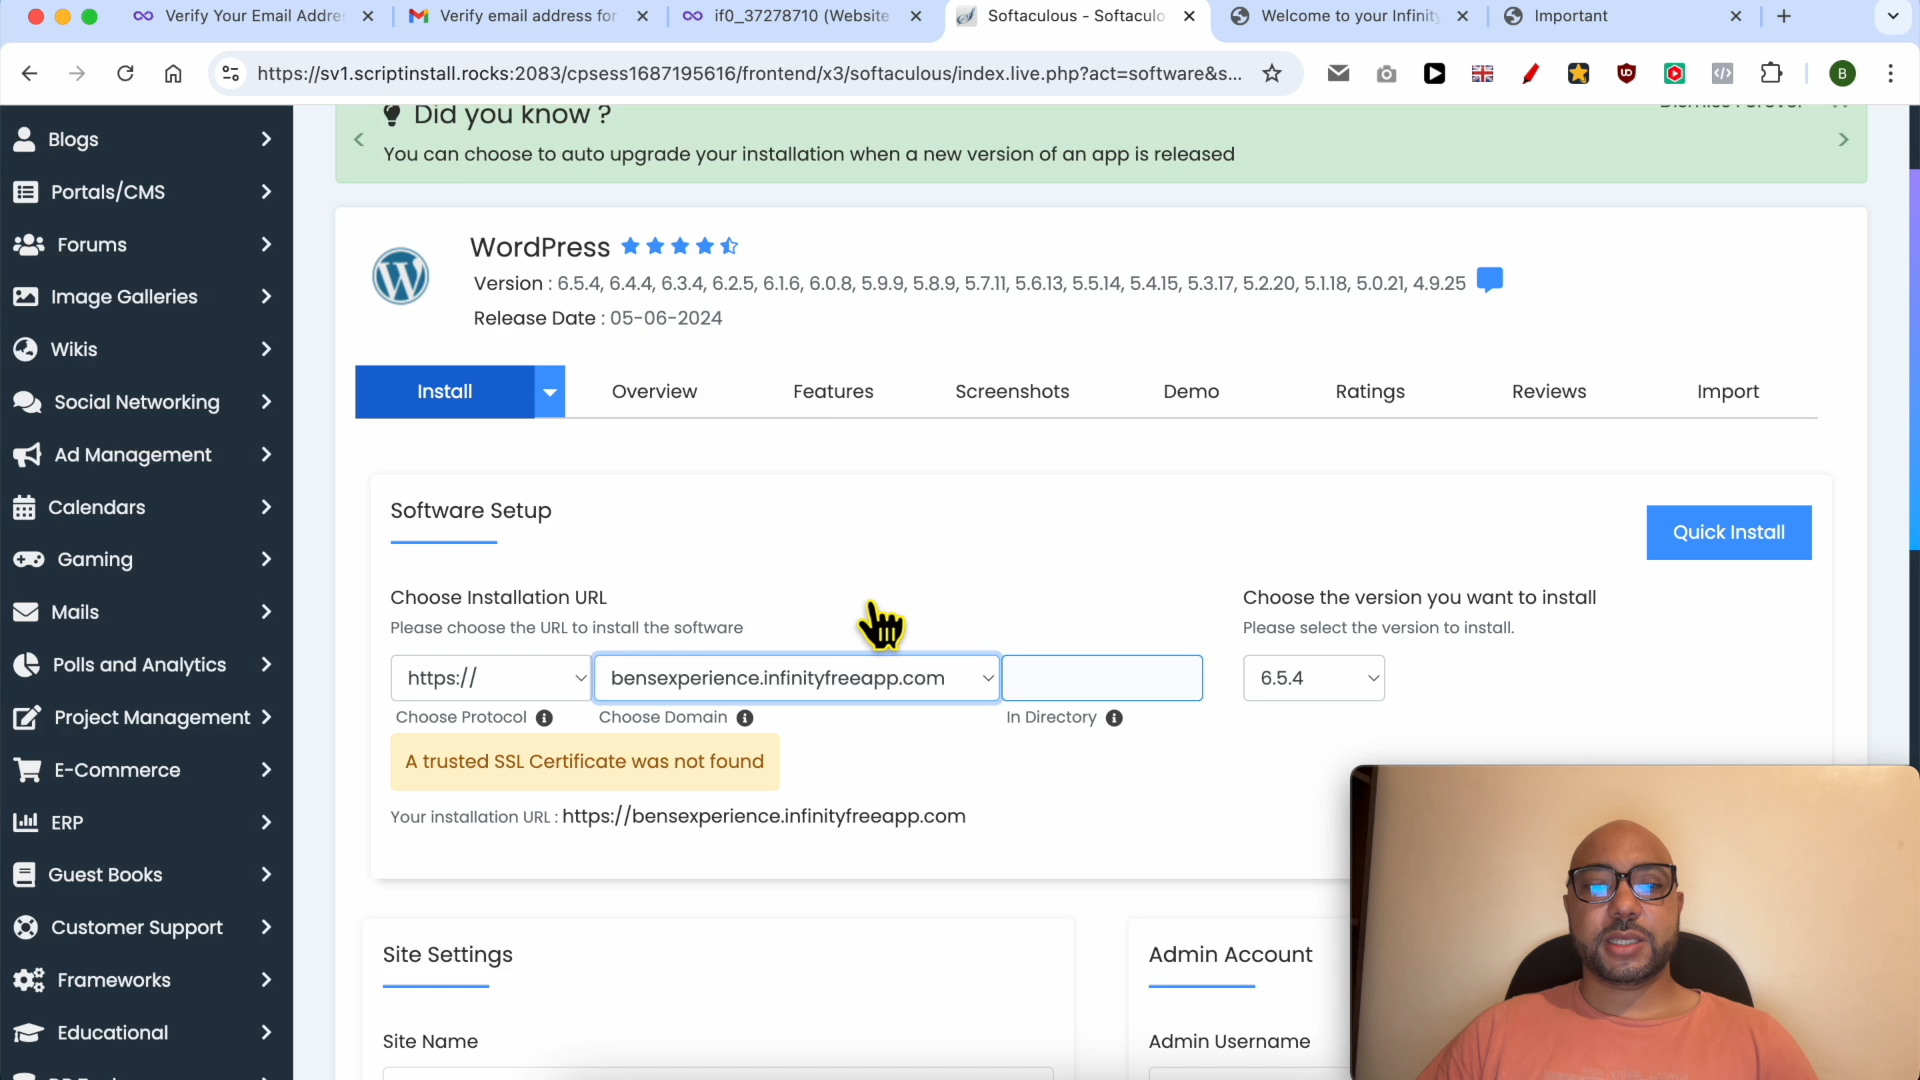 Verify Your Email Addre
Verify email address for
if0_37278710 (Website
Softaculous - Softaculo
Welcome to your Infinity
Important
https://sv1.scriptinstall.rocks:2083/cpsess1687195616/frontend/x3/softaculous/index.live.php?act=software&s...
B
Blogs
Portals/CMS
Forums
Image Galleries
Wikis
Social Networking
Ad Management
Calendars
Gaming
Mails
Polls and Analytics
Project Management
E-Commerce
ERP
Guest Books
Customer Support
Frameworks
Educational
Did you know ?
You can choose to auto upgrade your installation when a new version of an app is released
WordPress
Version : 6.5.4, 6.4.4, 6.3.4, 6.2.5, 6.1.6, 6.0.8, 5.9.9, 5.8.9, 5.7.11, 5.6.13, 5.5.14, 5.4.15, 5.3.17, 5.2.20, 5.1.18, 5.0.21, 4.9.25
Release Date : 05-06-2024
Install
Overview
Features
Screenshots
Demo
Ratings
Reviews
Import
Software Setup
Quick Install
Choose Installation URL
Please choose the URL to install the software
https://
bensexperience.infinityfreeapp.com
Choose Protocol
Choose Domain
In Directory
A trusted SSL Certificate was not found
Your installation URL : https://bensexperience.infinityfreeapp.com
Choose the version you want to install
Please select the version to install.
6.5.4
Site Settings
Site Name
Admin Account
Admin Username